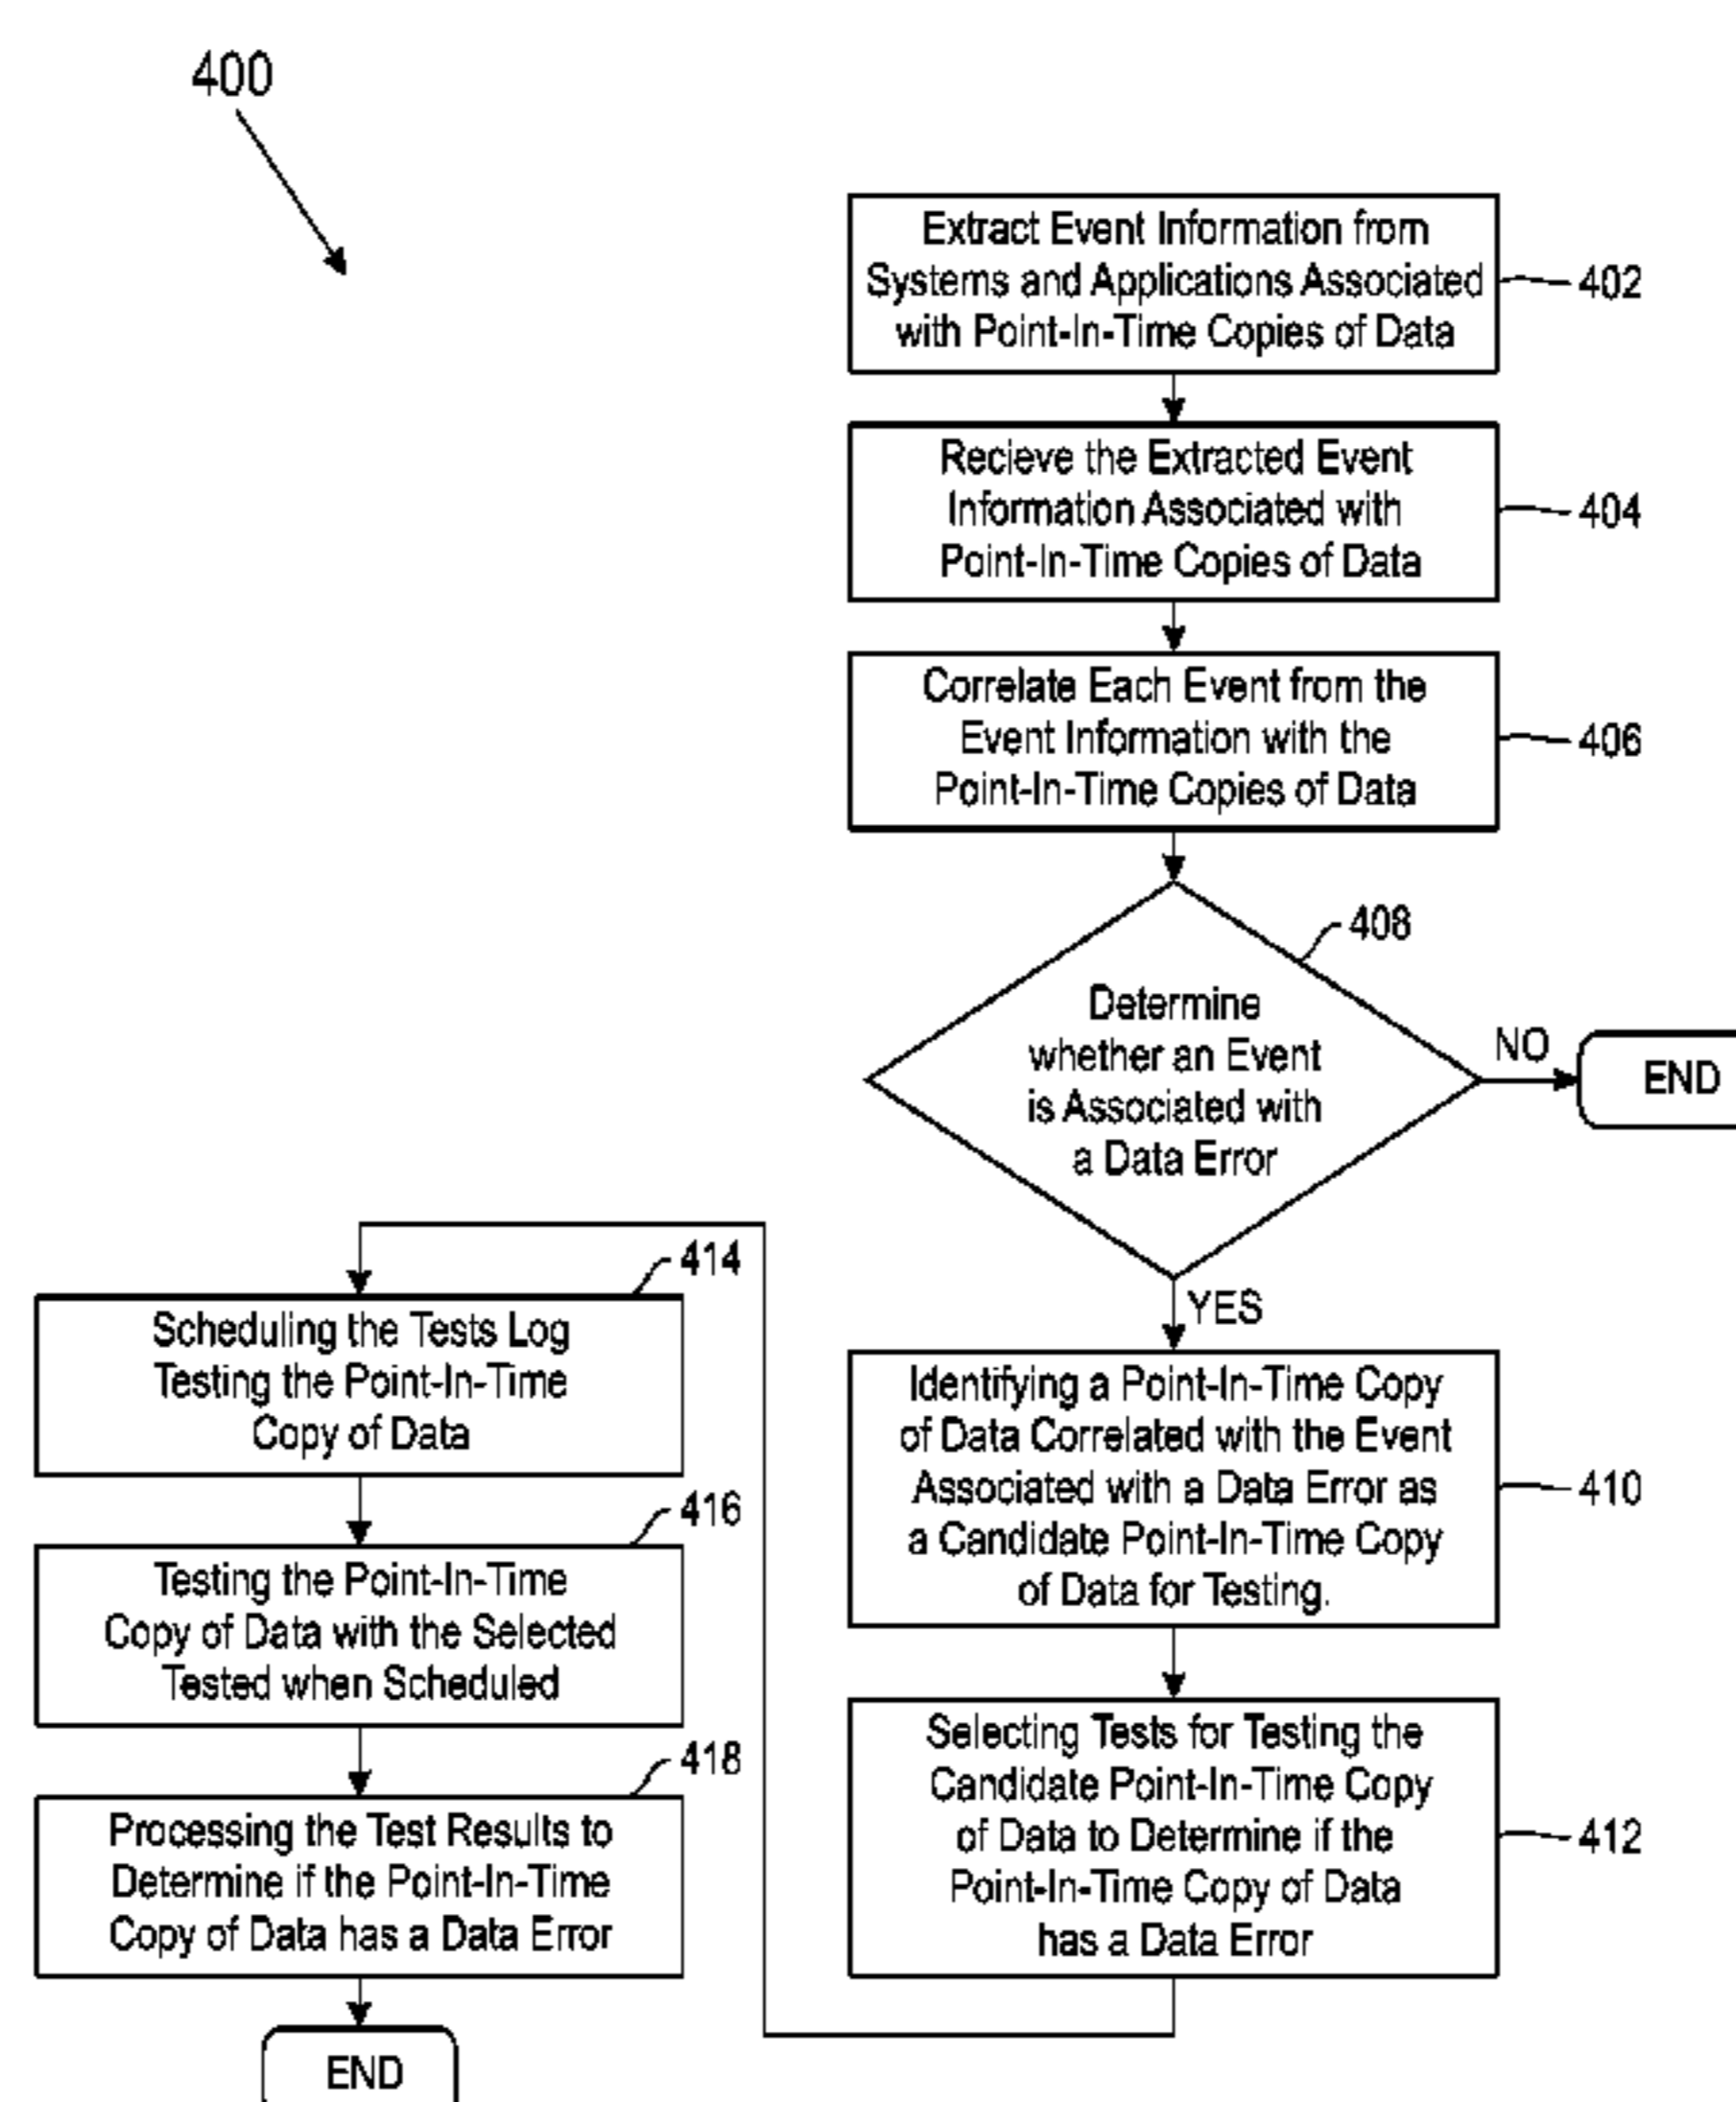 400
Extract Event Information from
Systems and Applications Associated
with Point-In-Time Copies of Data
402
Recieve the Extracted Event
Information Associated with
Point-In-Time Copies of Data
404
Correlate Each Event from the
Event Information with the
Point-In-Time Copies of Data
406
408
Determine
whether an Event
is Associated with
a Data Error
NO
END
YES
Identifying a Point-In-Time Copy
of Data Correlated with the Event
Associated with a Data Error as
a Candidate Point-In-Time Copy
of Data for Testing.
410
Selecting Tests for Testing the
Candidate Point-In-Time Copy
of Data to Determine if the
Point-In-Time Copy of Data
has a Data Error
412
414
Scheduling the Tests Log
Testing the Point-In-Time
Copy of Data
416
Testing the Point-In-Time
Copy of Data with the Selected
Tested when Scheduled
418
Processing the Test Results to
Determine if the Point-In-Time
Copy of Data has a Data Error
END